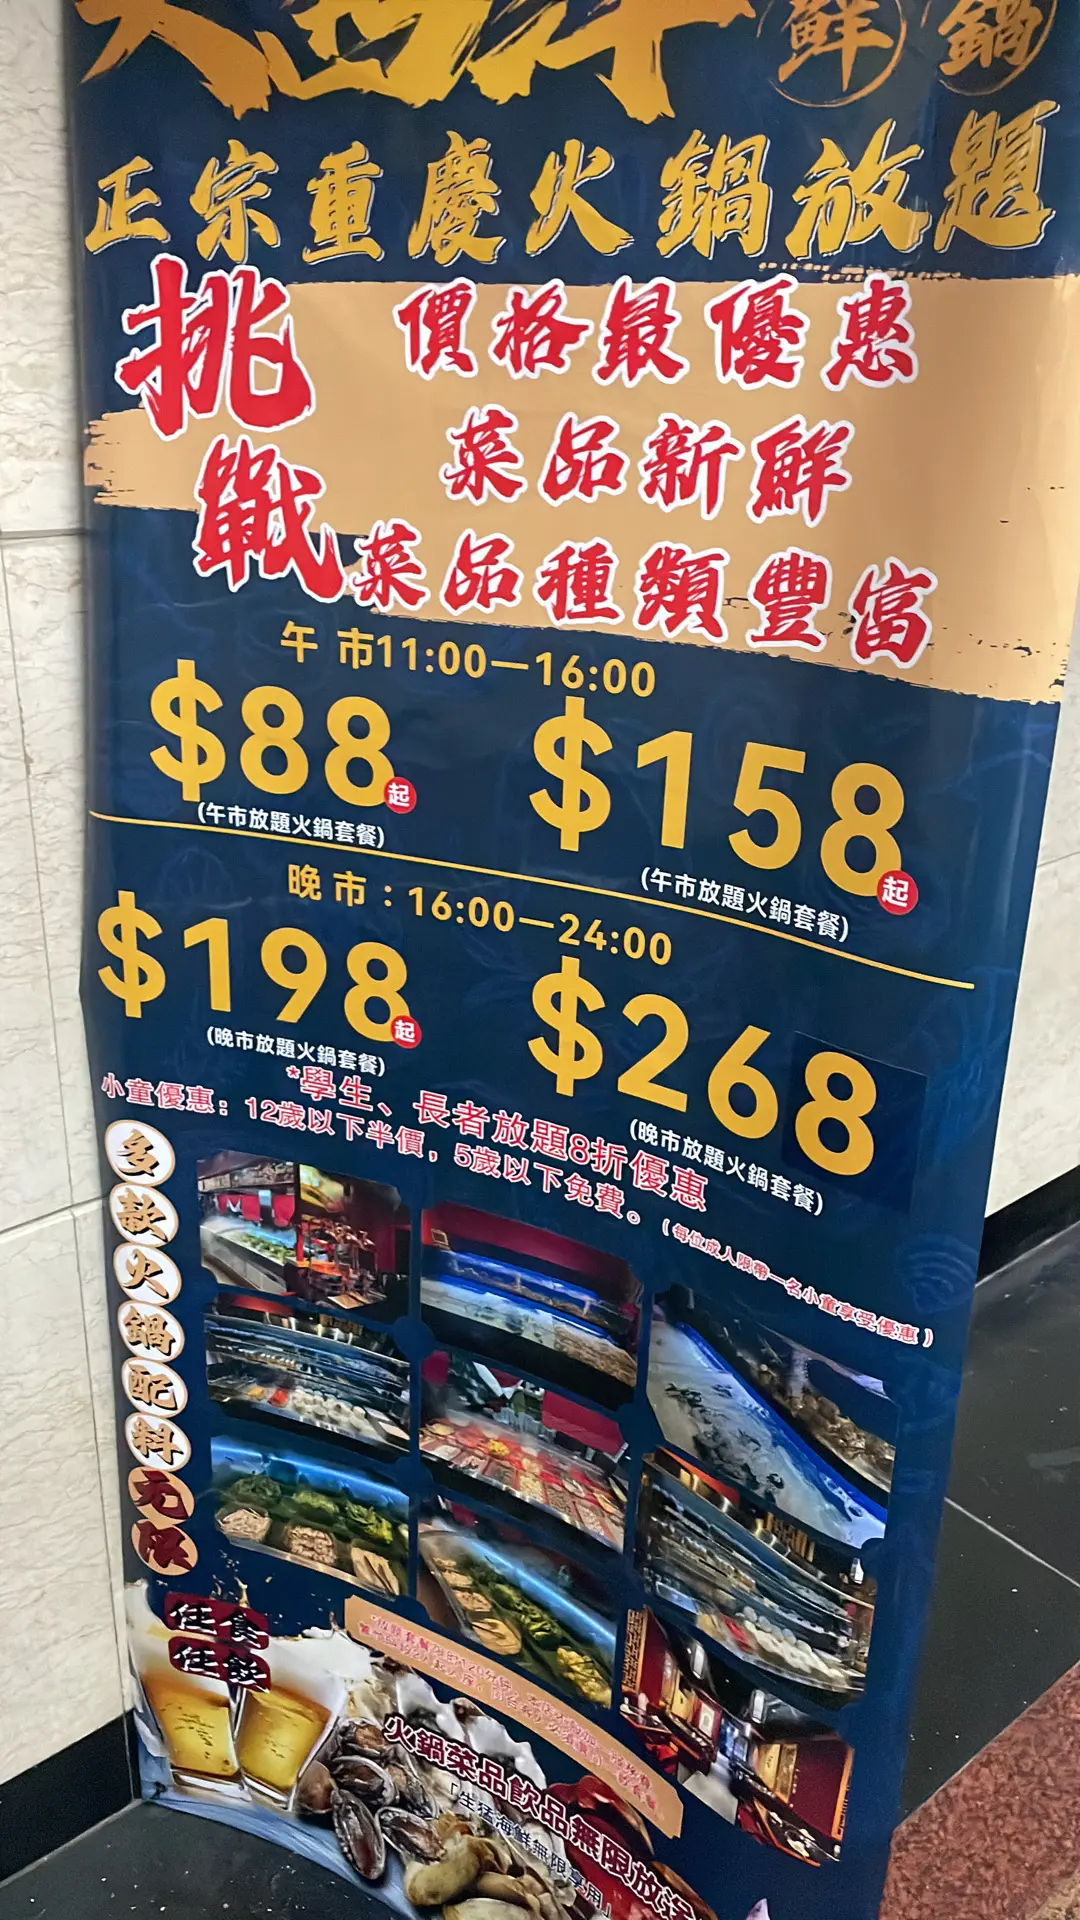 鮮鍋
正宗重慶火鍋放題
挑戰
價格最優惠
菜品新鮮
菜品種類豐富
午 市11:00—16:00
$88起
(午市放題火鍋套餐)
$158起
(午市放題火鍋套餐)
晚 市：16:00—24:00
$198起
(晚市放題火鍋套餐)
$268
(晚市放題火鍋套餐)
*學生、長者放題8折優惠
小童優惠：12歲以下半價，5歲以下免費。(每位成人限帶一名小童享受優惠)
多款火鍋配料无限
任食
任飲
火鍋菜品飲品無限放送
「生猛海鮮無限享用」